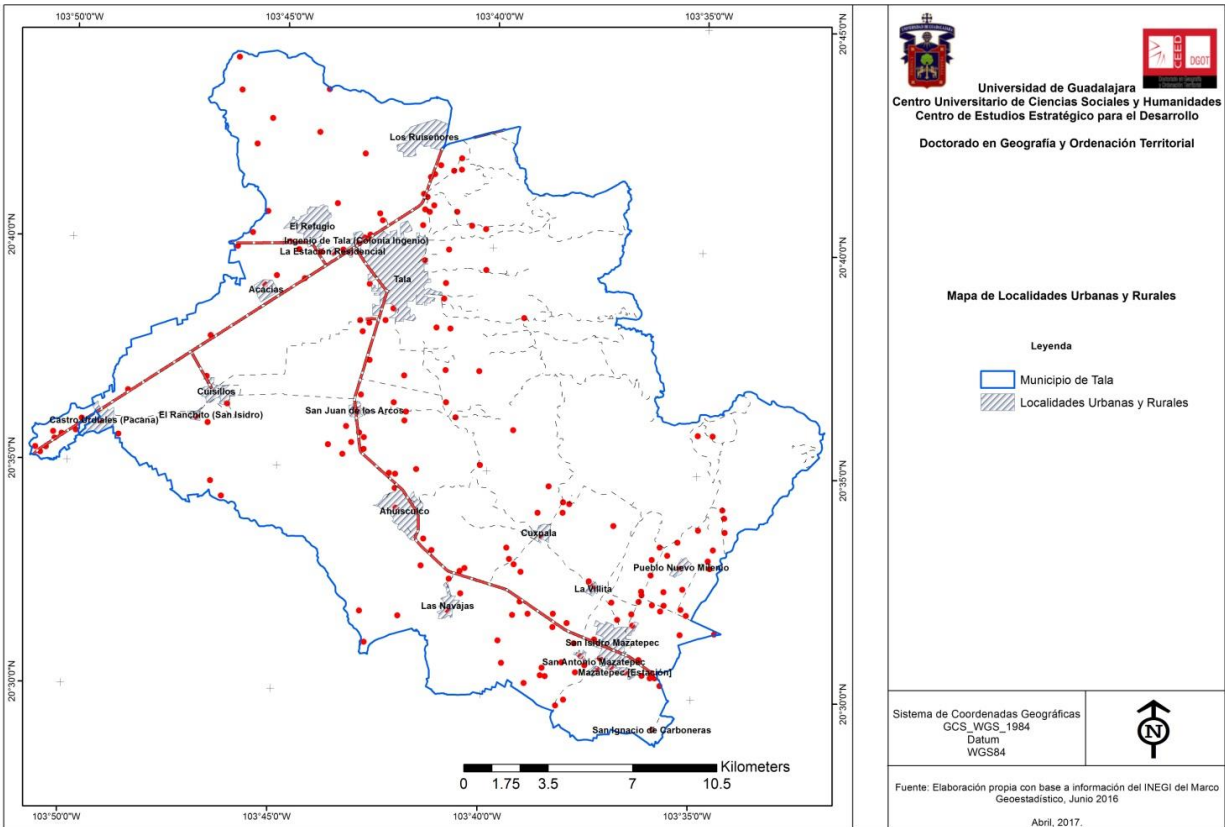 103°50'0"W
103°45'0"W
103°40'0"W
103°35'0"W
20°45'0"N
20°40'0"N
20°40'0"N
20°35'0"N
20°35'0"N
20°30'0"N
20°30'0"N
Los Ruiseñores
El Refugio
Ingenio de Tala (Colonia Ingenio)
La Estación Residencial
Tala
Acacias
Cuisillos
El Ranchito (San Isidro)
San Juan de los Arcos
Castro Urdiales (Pacana)
Ahuisculco
Cuxpala
Pueblo Nuevo Miento
La Villita
Las Navajas
San Isidro Mazatepec
San Antonio Mazatepec
Mazatepec [Estación]
San Ignacio de Carboneras
Kilometers
0 1.75 3.5 7 10.5
103°50'0"W
103°45'0"W
103°40'0"W
103°35'0"W
CEED
DGOT
Universidad de Guadalajara
Centro Universitario de Ciencias Sociales y Humanidades
Centro de Estudios Estratégico para el Desarrollo
Doctorado en Geografía y Ordenación Territorial
Mapa de Localidades Urbanas y Rurales
Leyenda
Municipio de Tala
Localidades Urbanas y Rurales
Sistema de Coordenadas Geográficas
GCS_WGS_1984
Datum
WGS84
N
Fuente: Elaboración propia con base a información del INEGI del Marco
Geoestadístico, Junio 2016
Abril, 2017.